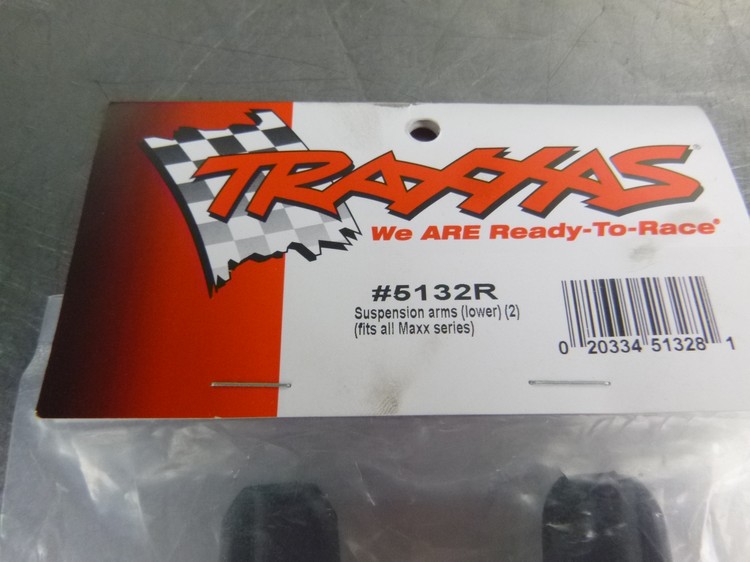 TRAXXAS®
We ARE Ready-To-Race®
#5132R
Suspension arms (lower) (2)
(fits all Maxx series)
0 20334 51328 1